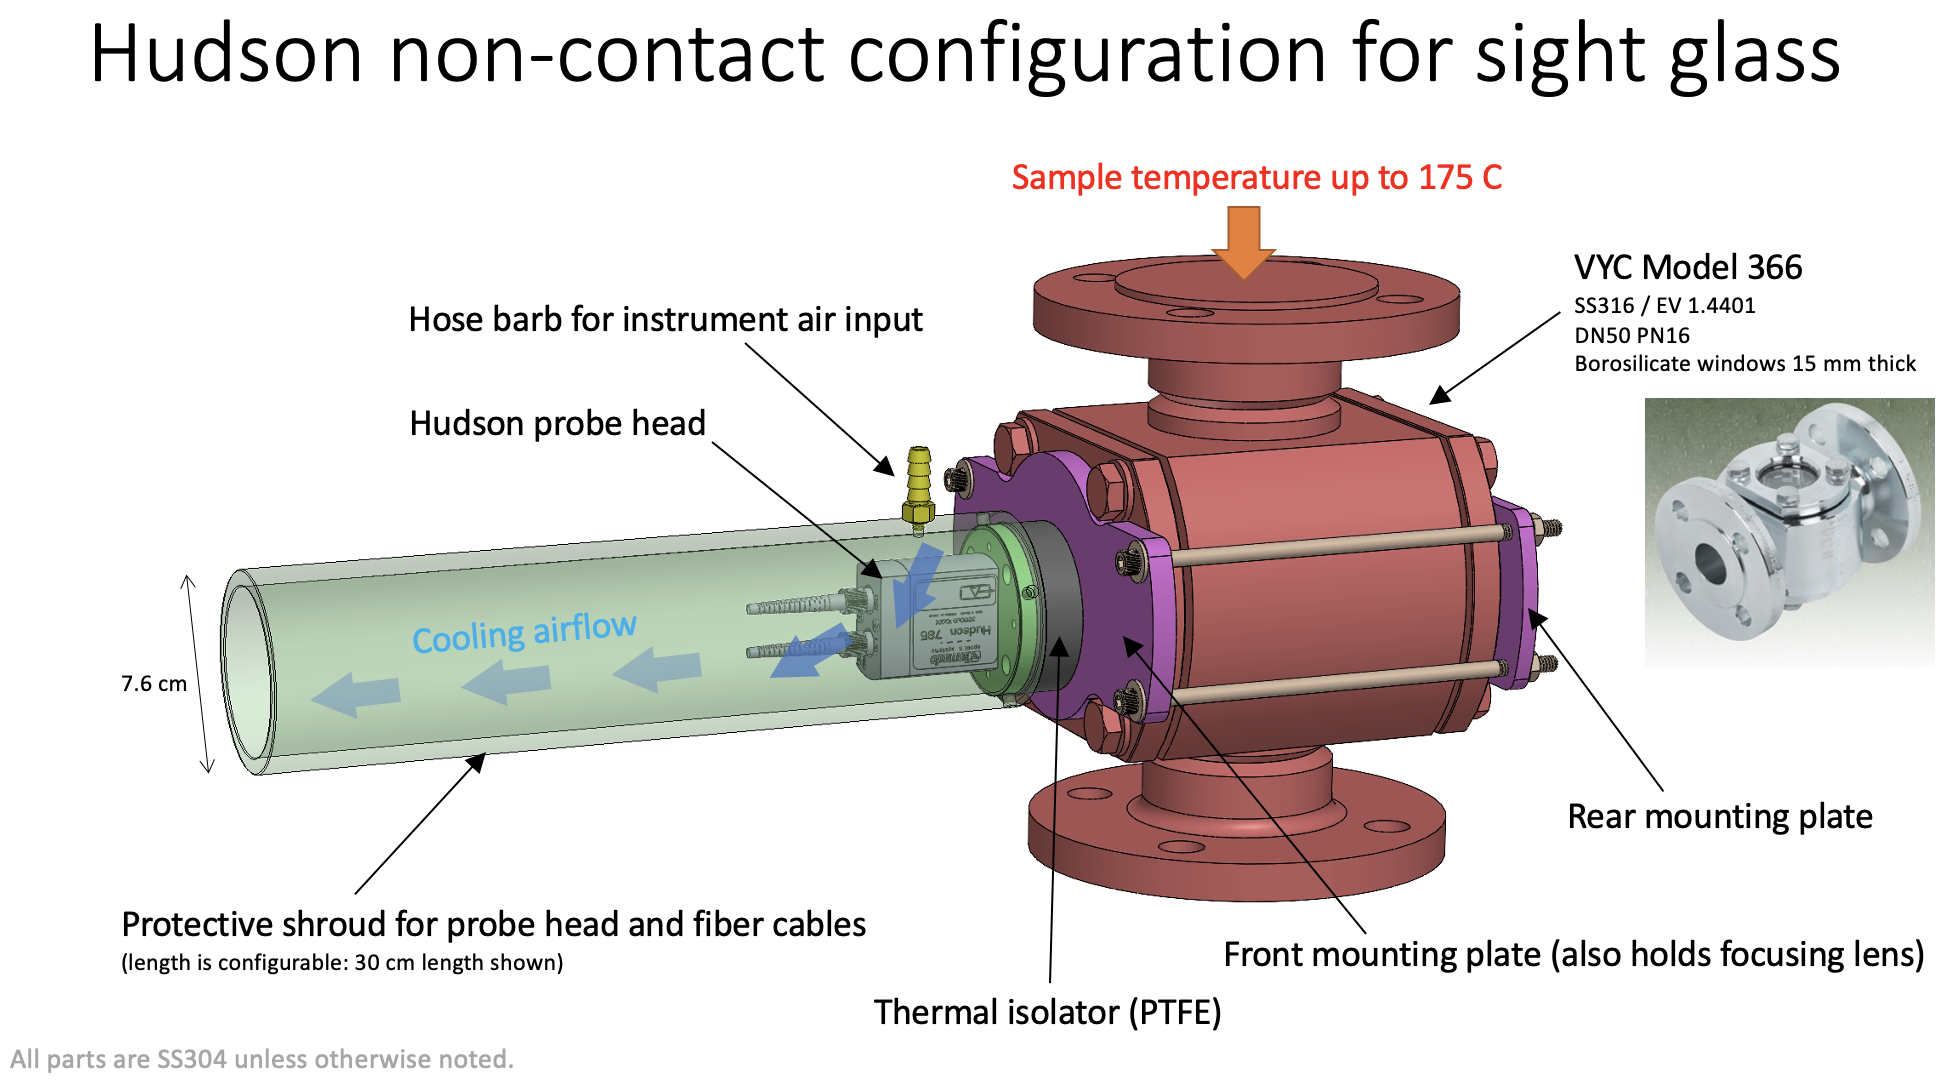 Hudson non-contact configuration for sight glass
Sample temperature up to 175 C
VYC Model 366
SS316 / EV 1.4401
DN50 PN16
Borosilicate windows 15 mm thick
Hose barb for instrument air input
Hudson probe head
Cooling airflow
Hudson 785
7.6 cm
Rear mounting plate
Protective shroud for probe head and fiber cables
(length is configurable: 30 cm length shown)
Front mounting plate (also holds focusing lens)
Thermal isolator (PTFE)
All parts are SS304 unless otherwise noted.